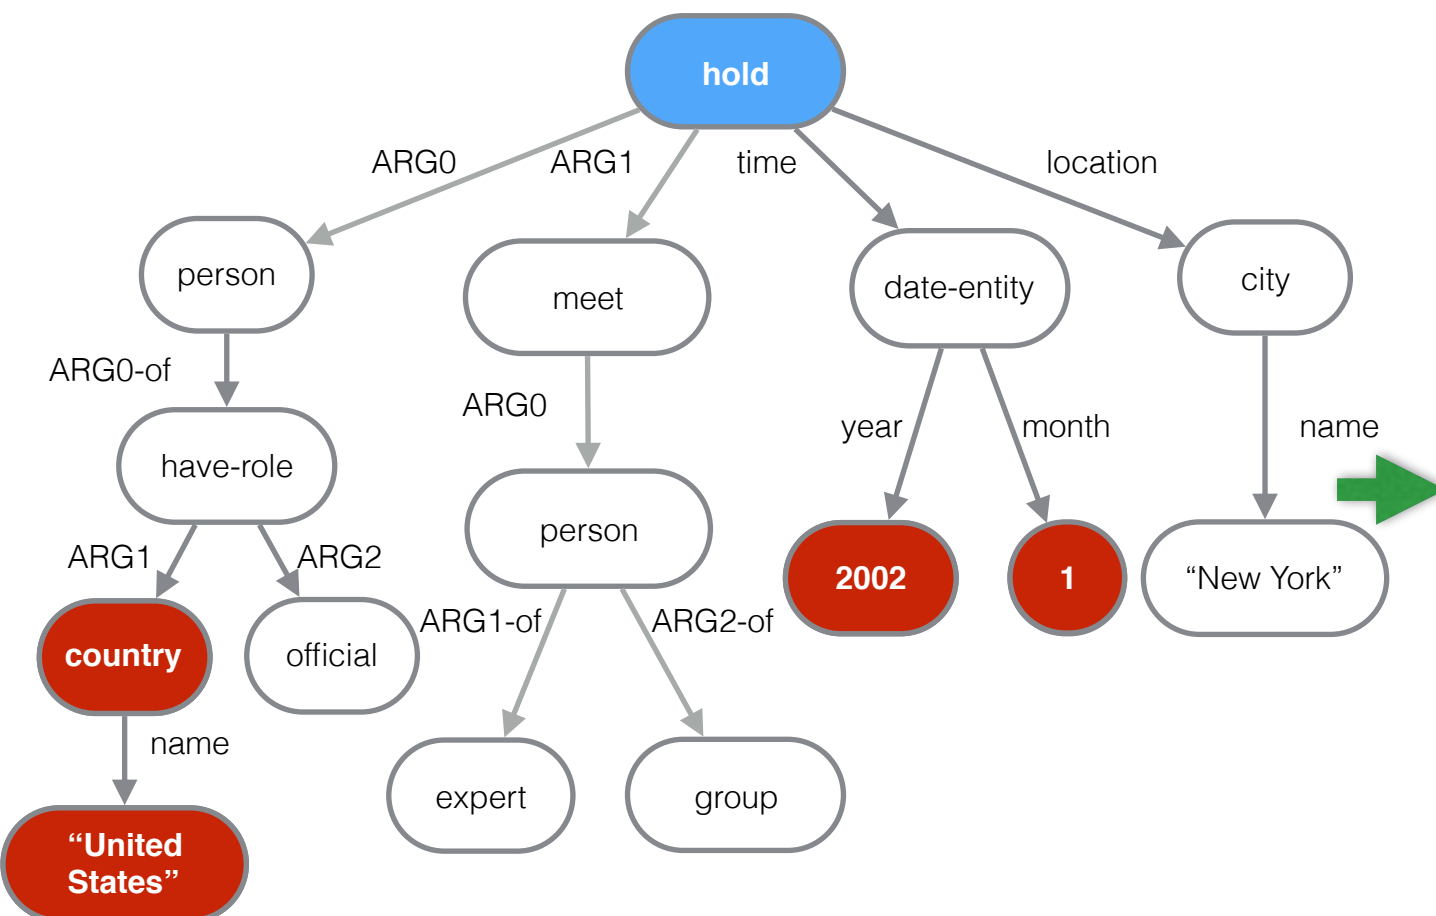 hold
ARG0
ARG1
time
location
person
meet
date-entity
city
ARG0-of
ARG0
year
month
name
have-role
person
ARG1
ARG2
2002
1
“New York”
country
official
ARG1-of
ARG2-of
name
expert
group
“United
States”